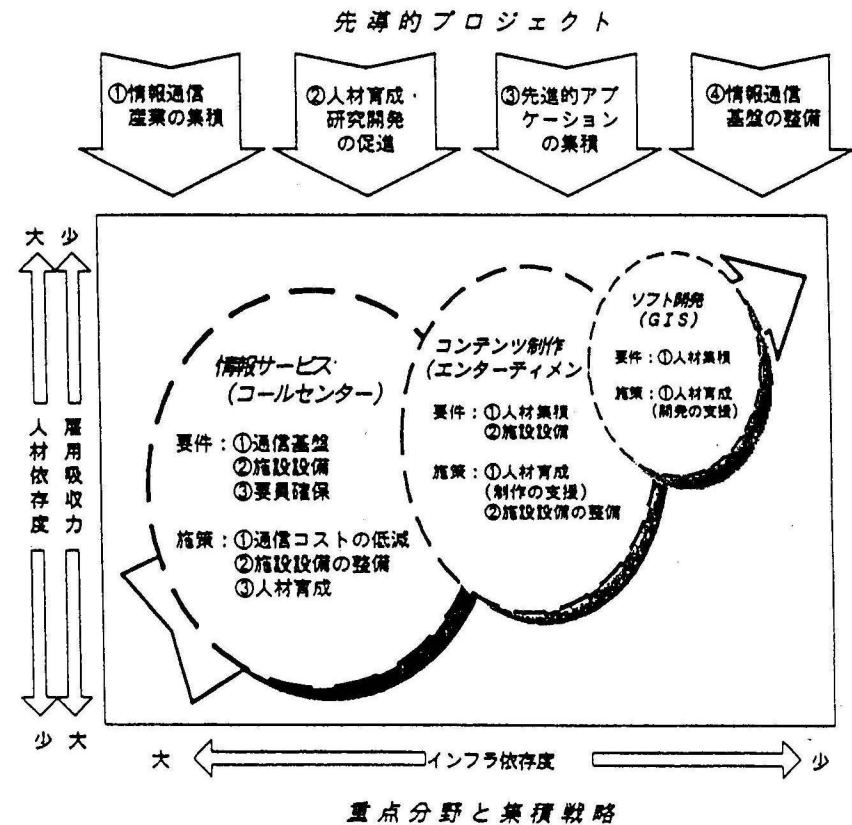 先導的プロジェクト
①情報通信
産業の集積
②人材育成・
研究開発
の促進
③先進的アプ
ケーション
の集積
④情報通信
基盤の整備
大 少
人材依存度
雇用吸収力
少 大
情報サービス
(コールセンター)
要件：①通信基盤
②施設設備
③要員確保
施策：①通信コストの低減
②施設設備の整備
③人材育成
コンテンツ制作
(エンターティメン
要件：①人材集積
②施設設備
施策：①人材育成
(制作の支援)
②施設設備の整備
ソフト開発
(GIS)
要件：①人材集積
施策：①人材育成
(開発の支援)
大 インフラ依存度 少
重点分野と集積戦略